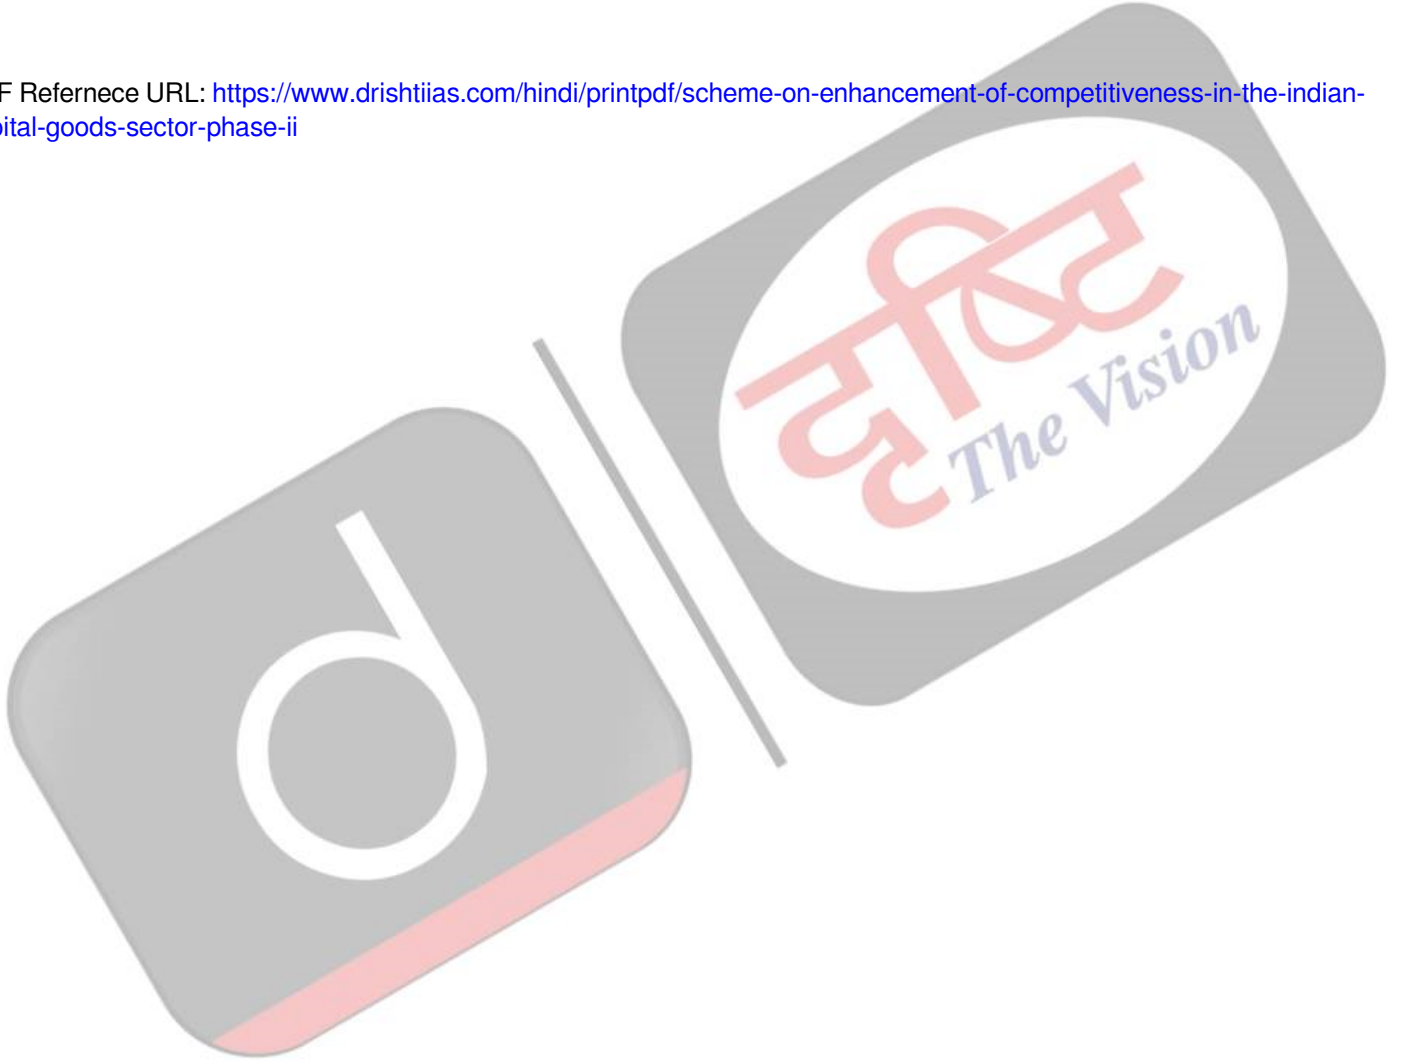 F Refernece URL: https://www.drishtiias.com/hindi/printpdf/scheme-on-enhancement-of-competitiveness-in-the-indian-
pital-goods-sector-phase-ii
दृष्टि
The Vision
d